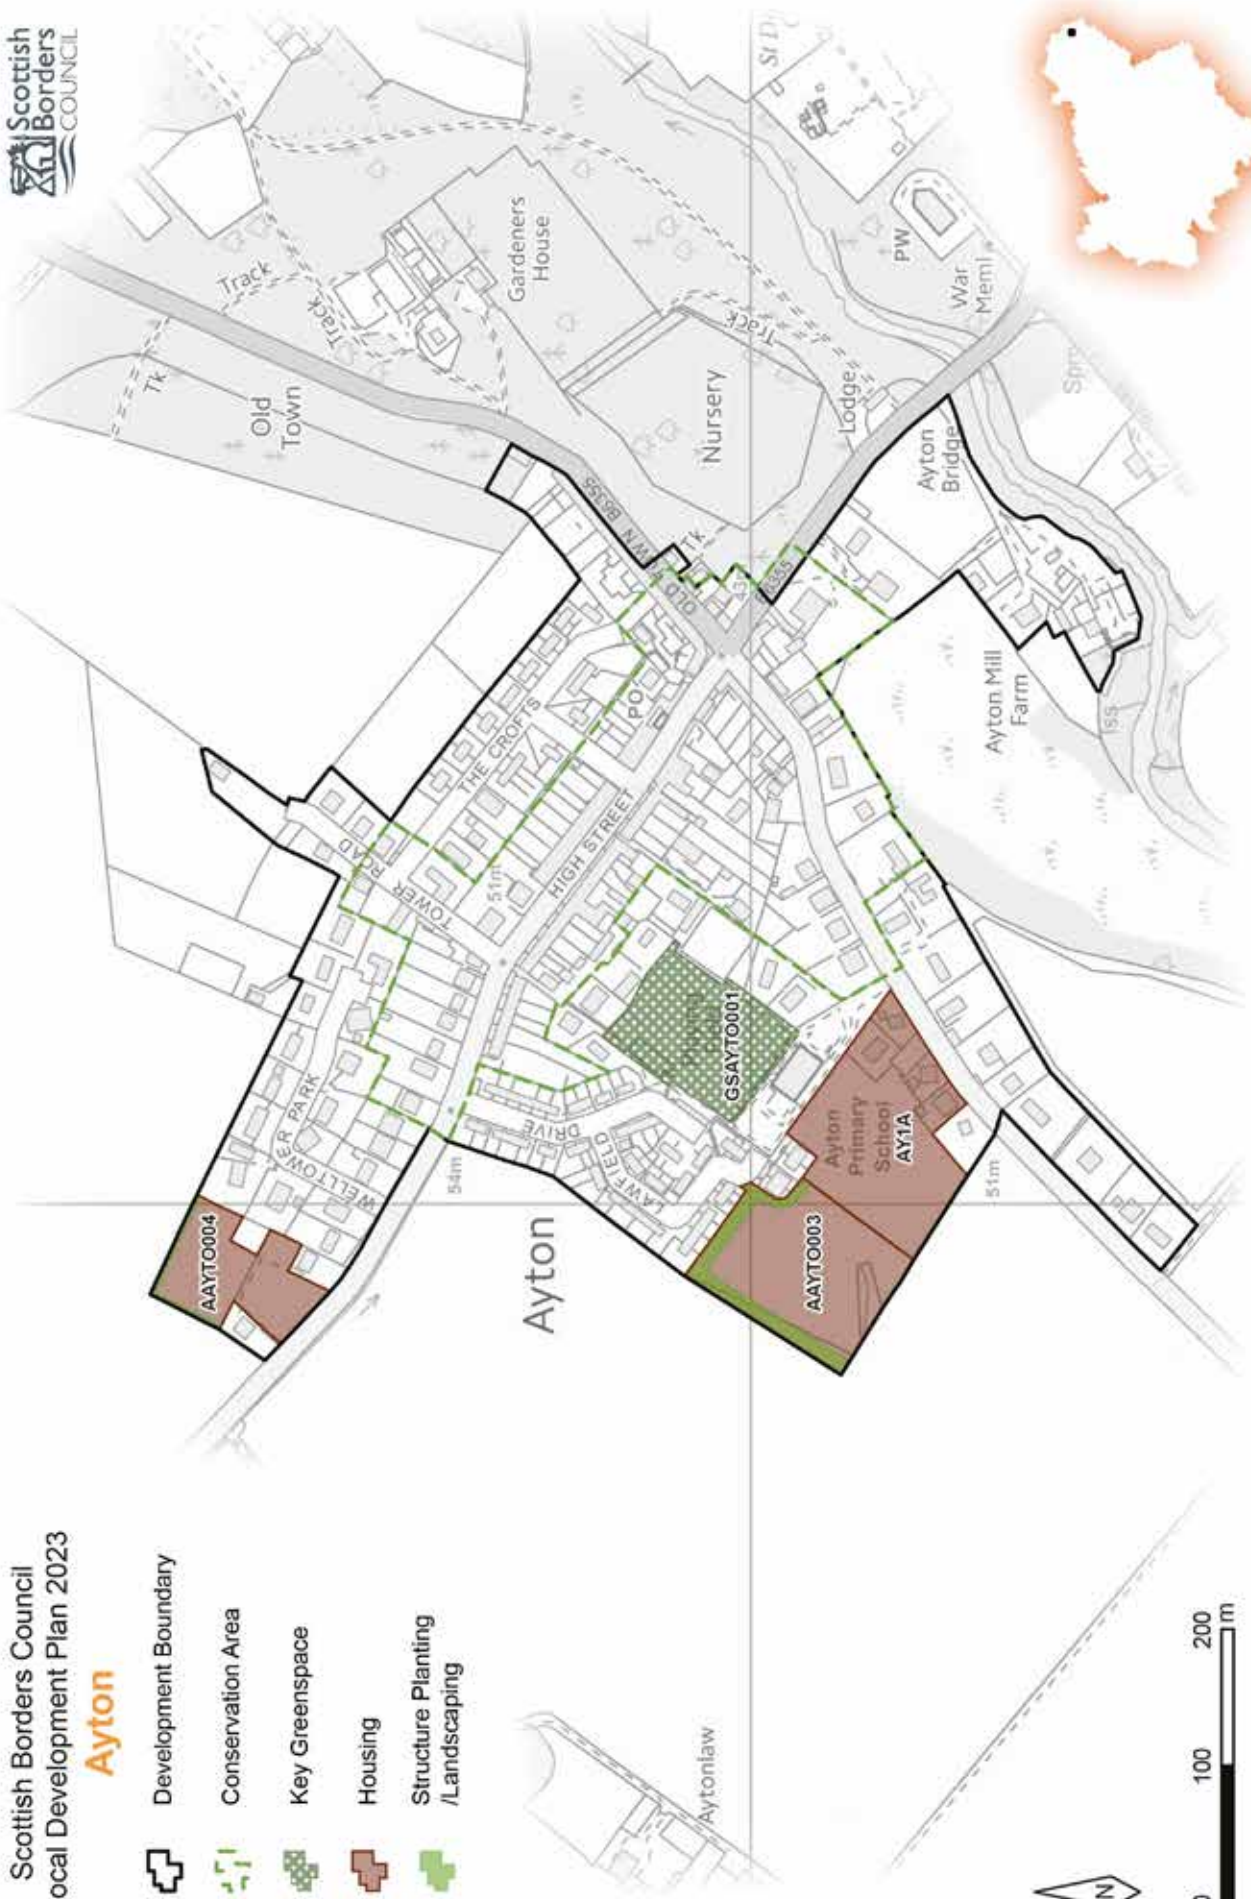 Scottish Borders Council
ocal Development Plan 2023
Ayton
Development Boundary
Conservation Area
Key Greenspace
Housing
Structure Planting
/Landscaping
Scottish
Borders
COUNCIL
AAYTO004
WELLTOWER PARK
TOWER ROAD
51m
54m
HIGH STREET
THE CROFTS
PO
OLD
B6355
Tk
Old
Town
Tk
Track
Track
Gardeners
House
Nursery
Track
Lodge
PW
War
Meml
Ayton
Bridge
Ayton Mill
Farm
Ayton
LAWFIELD
DRIVE
GSAYTO001
AAYTO003
Ayton
Primary
School
AY1A
51m
Aytonlaw
N
100
200
m